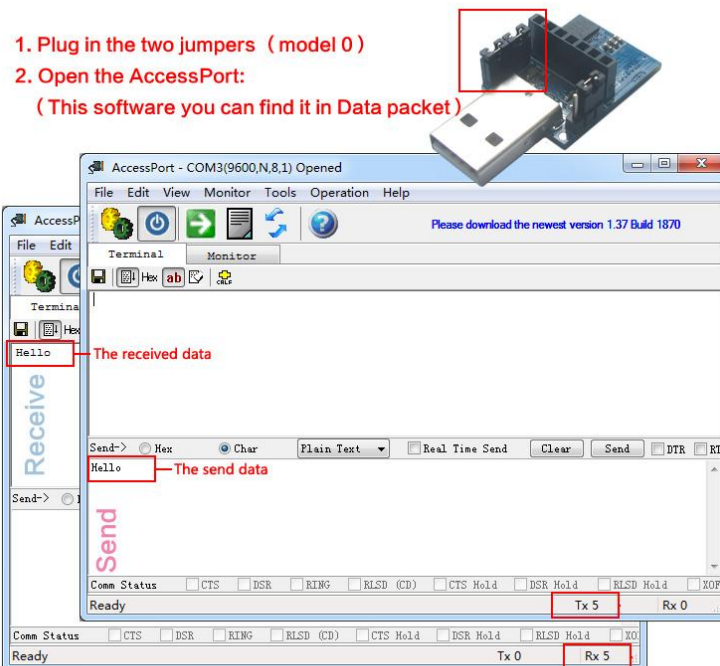 1. Plug in the two jumpers（model 0）
2. Open the AccessPort:
（This software you can find it in Data packet）
AccessPort - COM3(9600,N,8,1) Opened
File Edit View Monitor Tools Operation Help
Please download the newest version 1.37 Build 1870
Terminal Monitor
Hex ab CRLF
AccessP
File Edit
Termina
Hex
Hello
The received data
Receive
Send-> Hex Char Plain Text Real Time Send Clear Send DTR RT
Hello
The send data
Send
Comm Status CTS DSR RING RLSD (CD) CTS Hold DSR Hold RLSD Hold XOF
Ready Tx 5 Rx 0
Send->
Comm Status CTS DSR RING RLSD (CD) CTS Hold DSR Hold RLSD Hold XO
Ready Tx 0 Rx 5